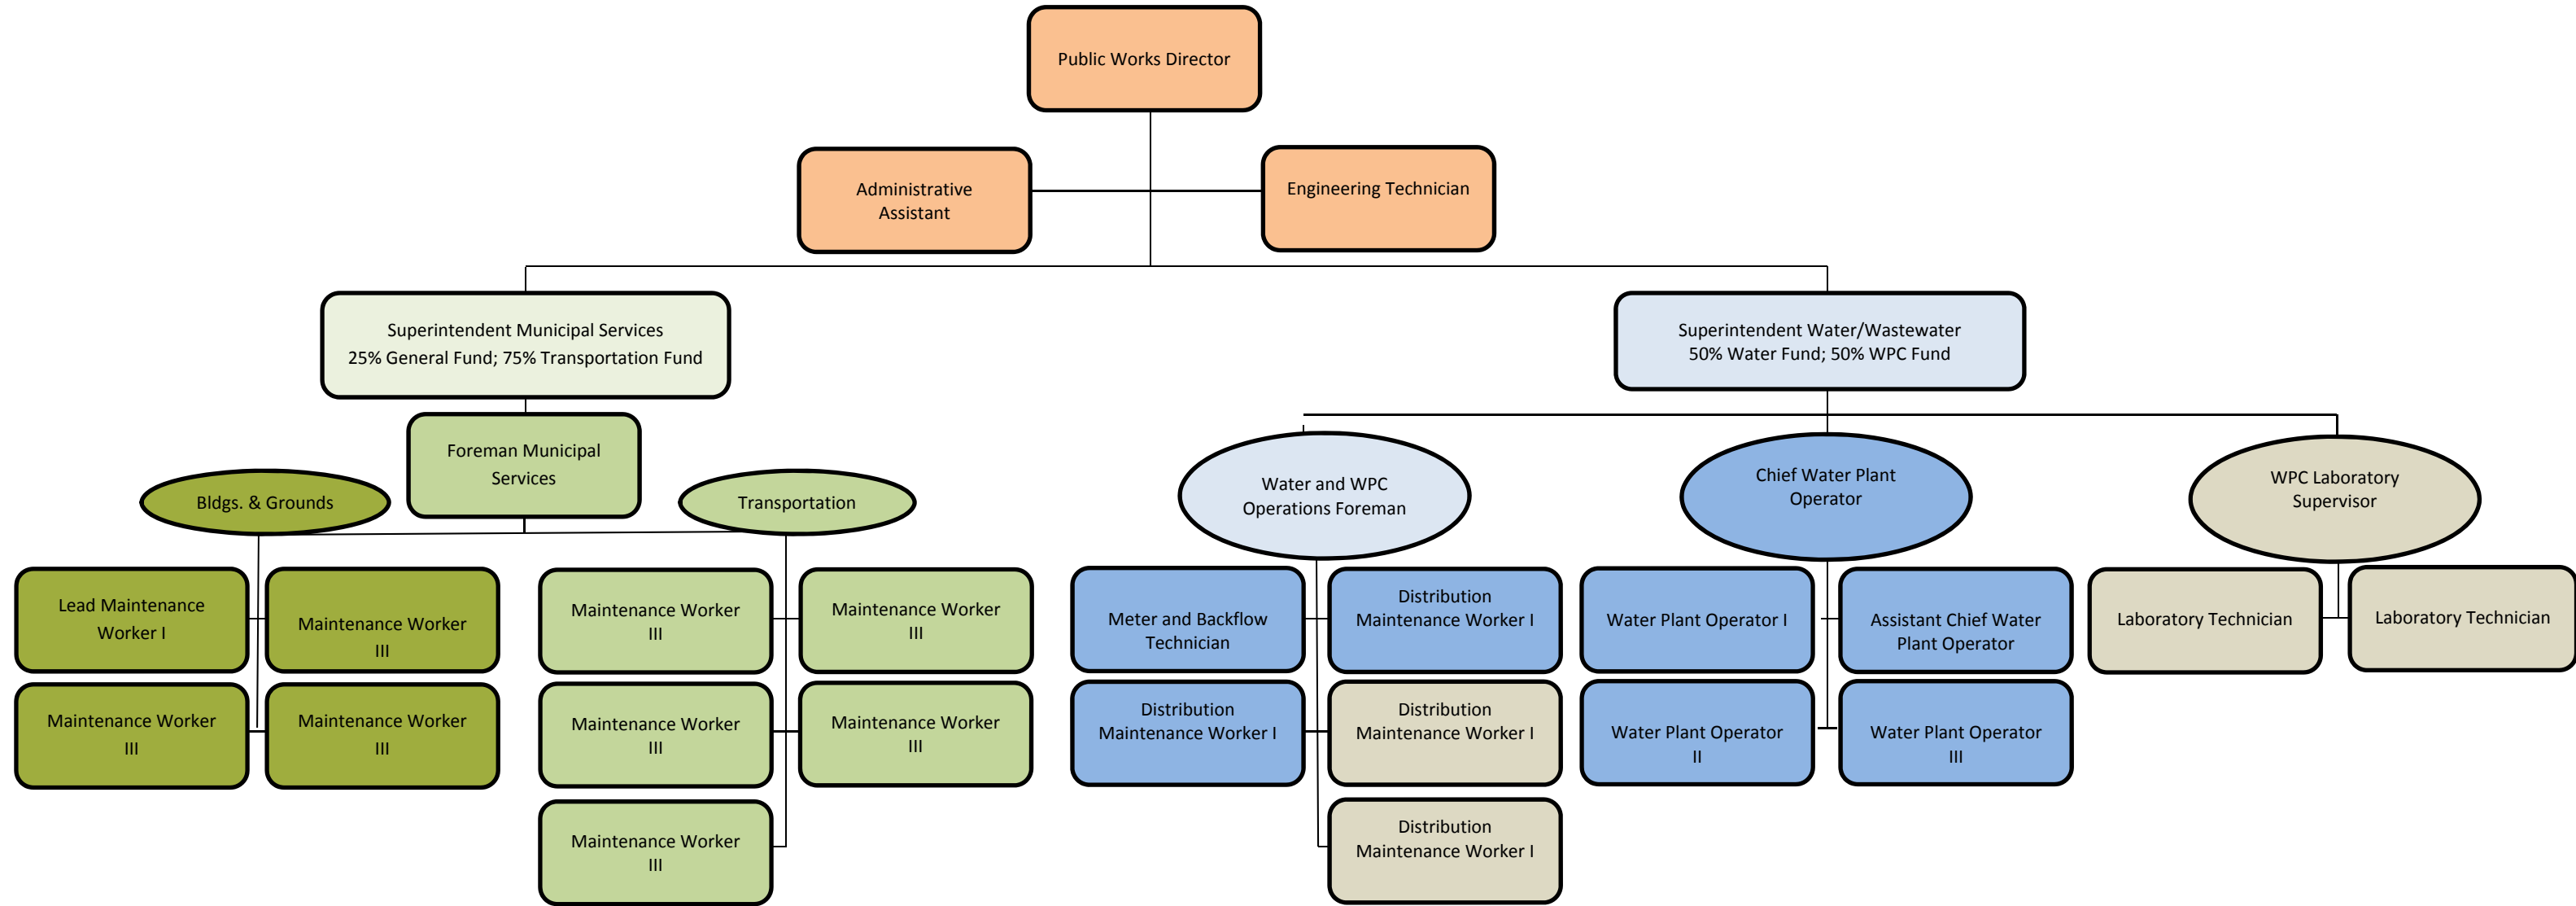 Public Works Director
Administrative
Assistant
Engineering Technician
Superintendent Municipal Services
25% General Fund; 75% Transportation Fund
Superintendent Water/Wastewater
50% Water Fund; 50% WPC Fund
Foreman Municipal
Services
Bldgs. & Grounds
Transportation
Water and WPC
Operations Foreman
Chief Water Plant
Operator
WPC Laboratory
Supervisor
Lead Maintenance
Worker I
Maintenance Worker
III
Maintenance Worker
III
Maintenance Worker
III
Maintenance Worker
III
Maintenance Worker
III
Maintenance Worker
III
Maintenance Worker
III
Maintenance Worker
III
Meter and Backflow
Technician
Distribution
Maintenance Worker I
Distribution
Maintenance Worker I
Distribution
Maintenance Worker I
Distribution
Maintenance Worker I
Water Plant Operator I
Assistant Chief Water
Plant Operator
Water Plant Operator
II
Water Plant Operator
III
Laboratory Technician
Laboratory Technician